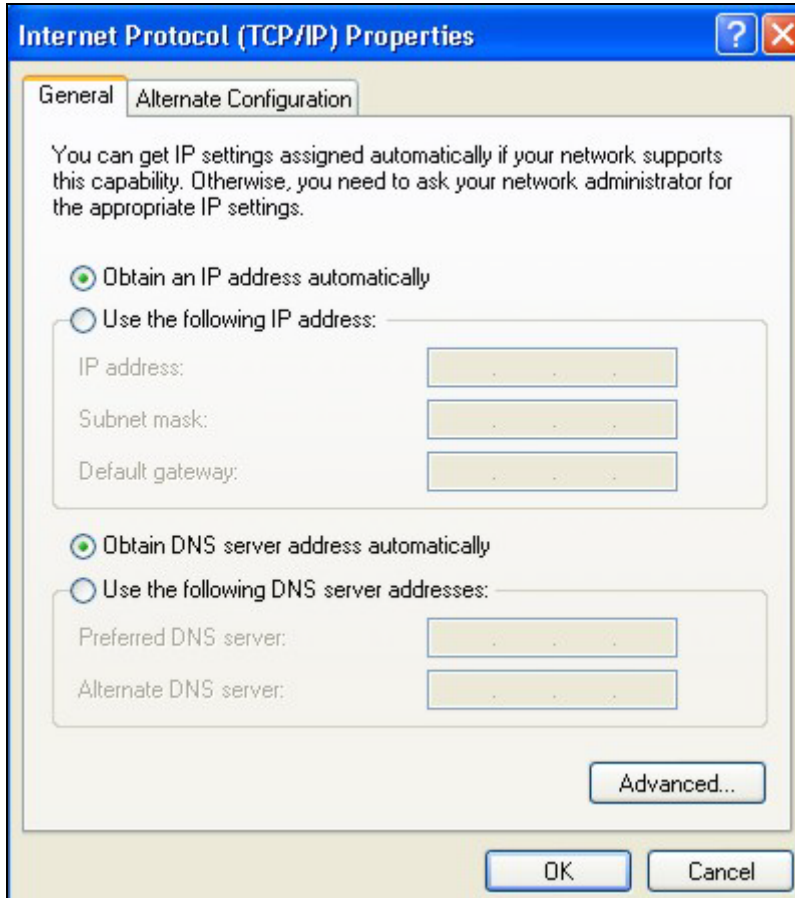 Internet Protocol (TCP/IP) Properties
General
Alternate Configuration
You can get IP settings assigned automatically if your network supports
this capability. Otherwise, you need to ask your network administrator for
the appropriate IP settings.
Obtain an IP address automatically
Use the following IP address:
IP address:
Subnet mask:
Default gateway:
Obtain DNS server address automatically
Use the following DNS server addresses:
Preferred DNS server:
Alternate DNS server:
Advanced...
OK
Cancel